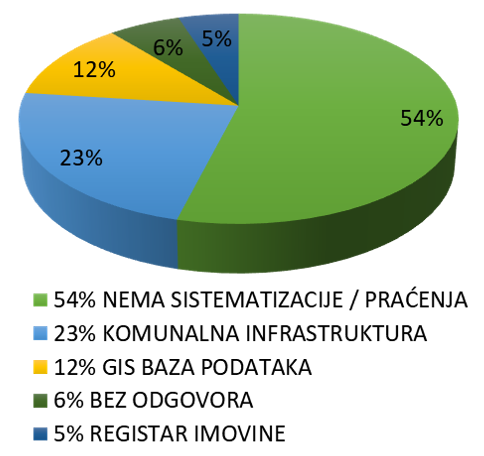 5%
6%
12%
54%
23%
54% NEMA SISTEMATIZACIJE / PRAĆENJA
23% KOMUNALNA INFRASTRUKTURA
12% GIS BAZA PODATAKA
6% BEZ ODGOVORA
5% REGISTAR IMOVINE